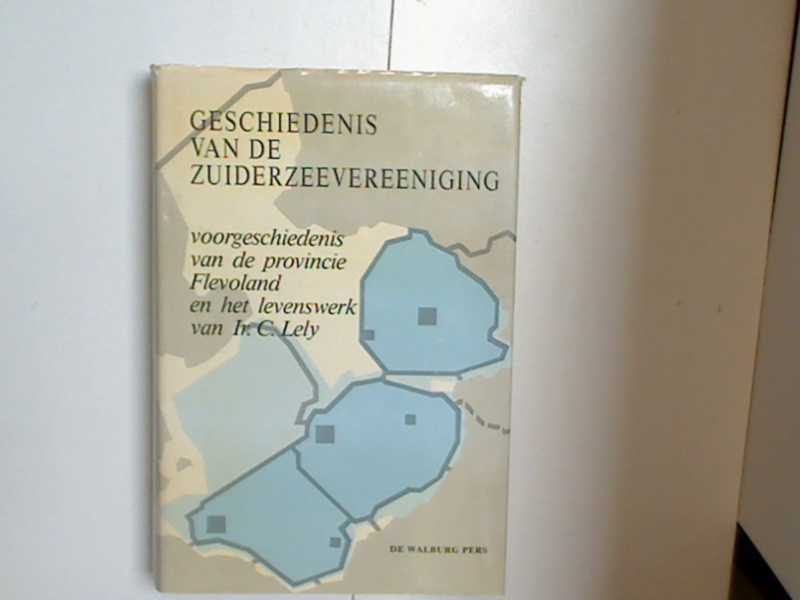 GESCHIEDENIS
VAN DE
ZUIDERZEEVEREENIGING
voorgeschiedenis
van de provincie
Flevoland
en het levenswerk
van Ir. C. Lely
DE WALBURG PERS